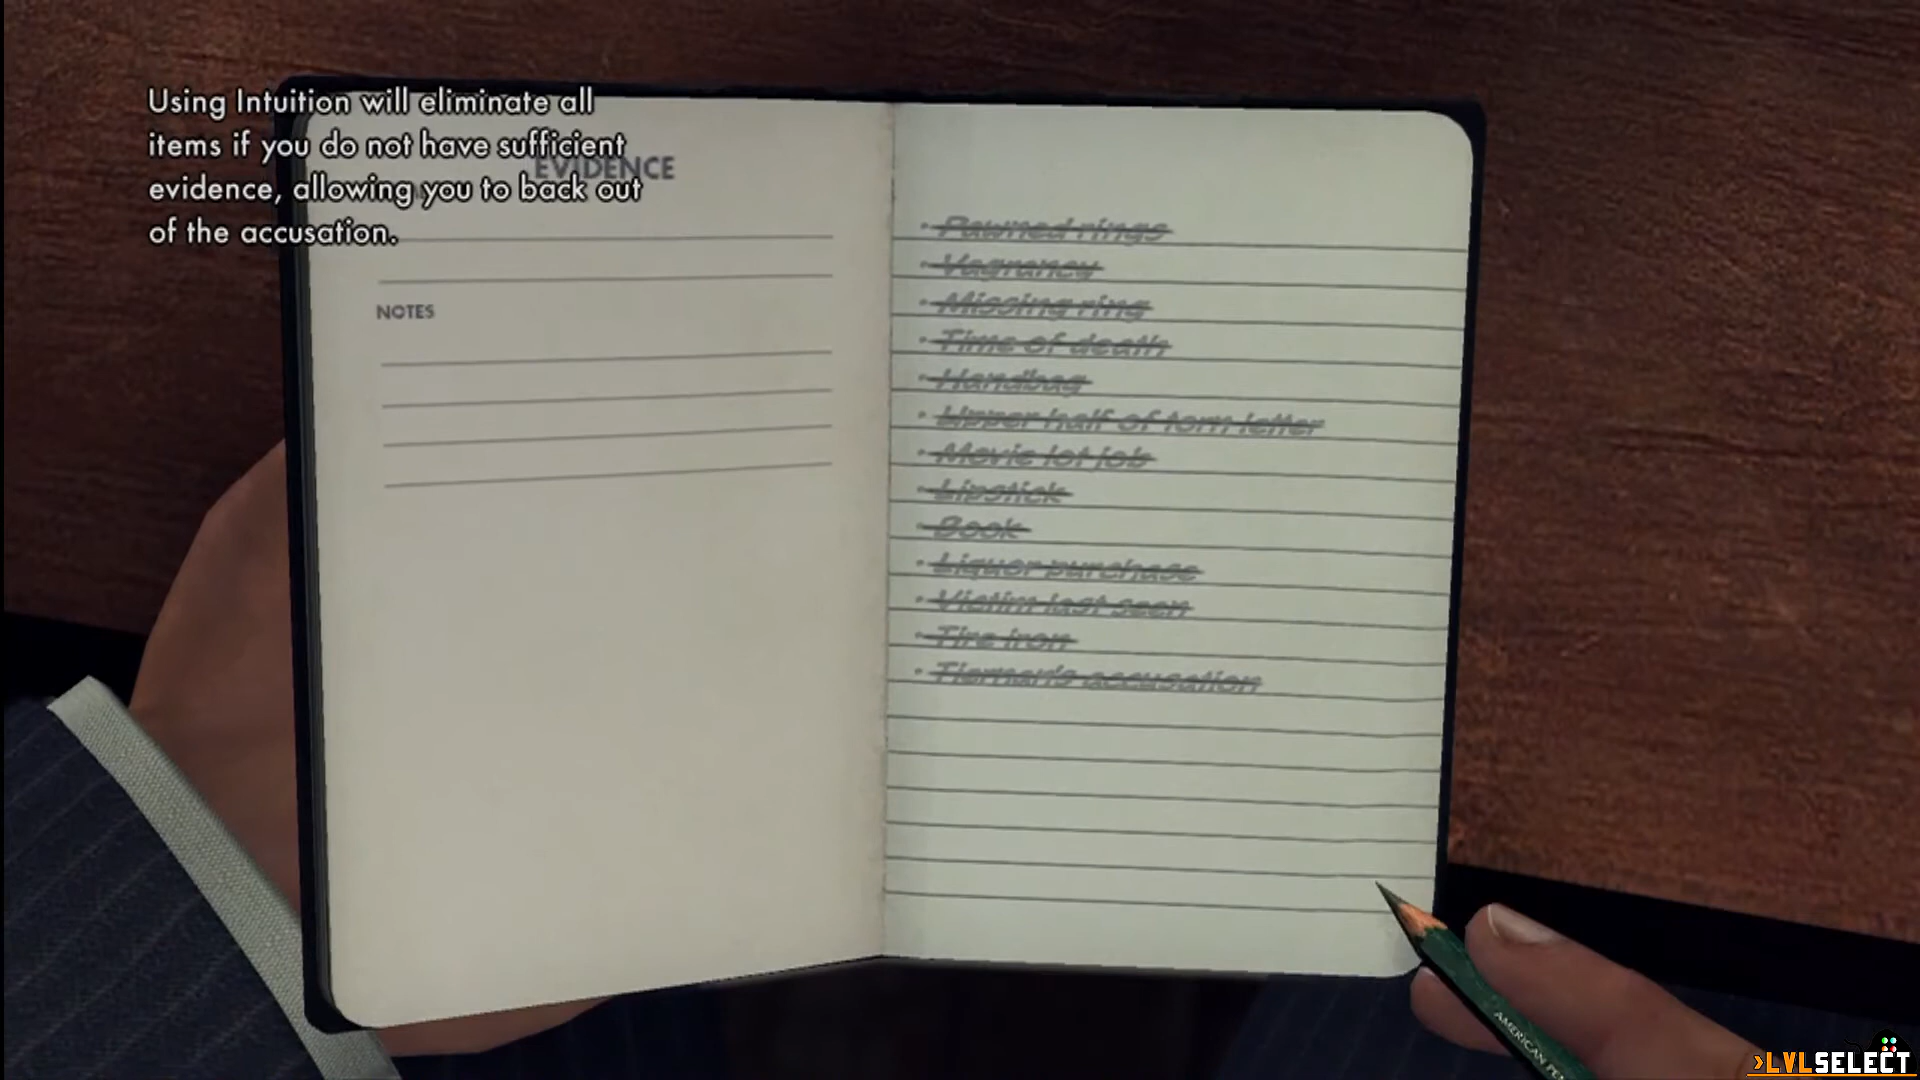 Using Intuition will eliminate all
items if you do not have sufficient
evidence, allowing you to back out
of the accusation.
EVIDENCE
NOTES
• Pawned rings
• Vagrancy
• Missing ring
• Time of death
• Handbag
• Upper half of torn letter
• Movie lot job
• Lipstick
• Book
• Liquor purchase
• Victim last seen
• Tire iron
• Tiernan's accusation
AMERICAN PEN
›LVLSELECT